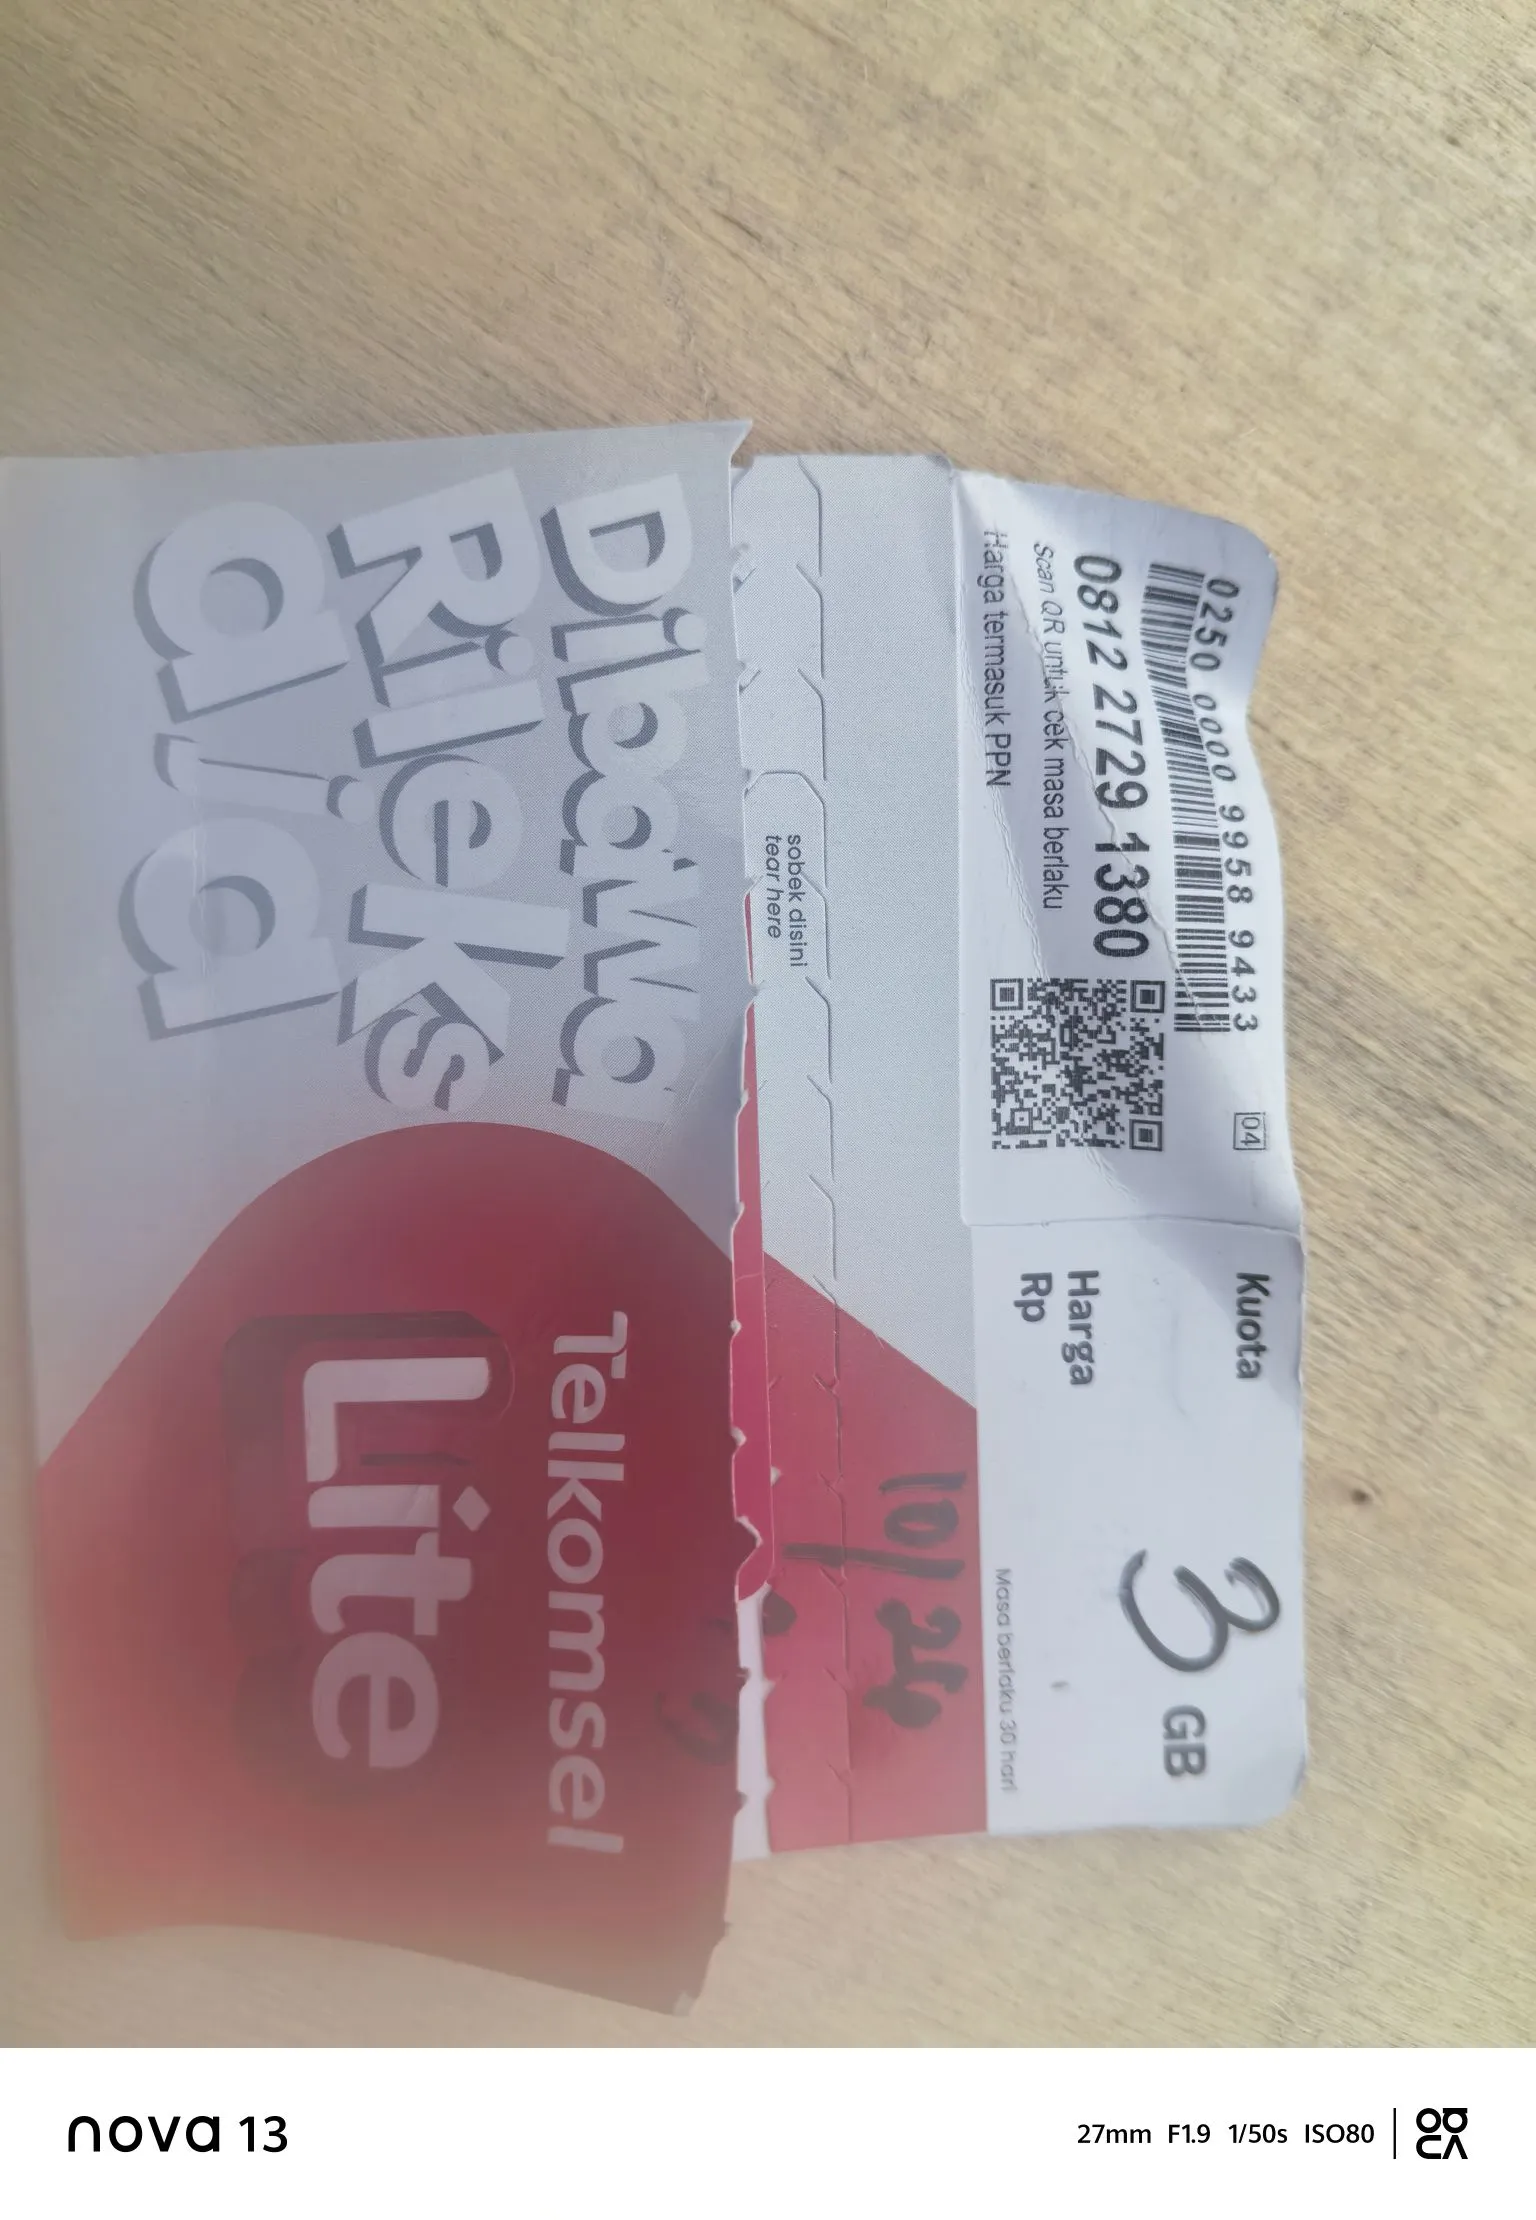 0250 0000 9958 9433
04
0812 2729 1380
Scan QR untuk cek masa berlaku
Harga termasuk PPN
Kuota
3 GB
Harga
Rp
Masa berlaku 30 hari
10/26
sobek disini
tear here
DibaWa
Rileks
aja
Telkomsel
Lite
nova 13
27mm F1.9 1/50s ISO80